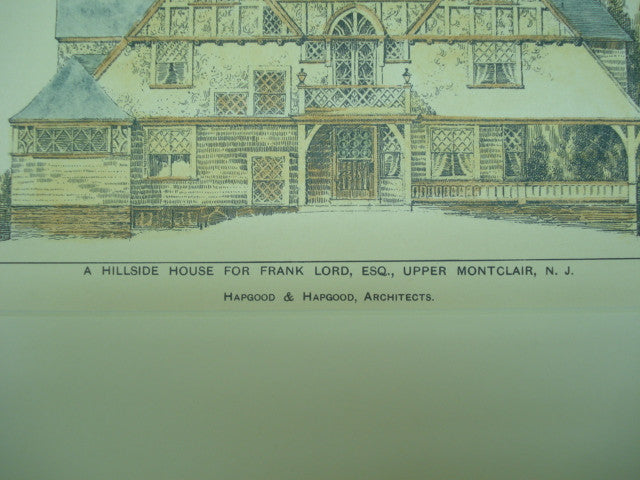 A HILLSIDE HOUSE FOR FRANK LORD, ESQ., UPPER MONTCLAIR, N. J.
HAPGOOD & HAPGOOD, ARCHITECTS.